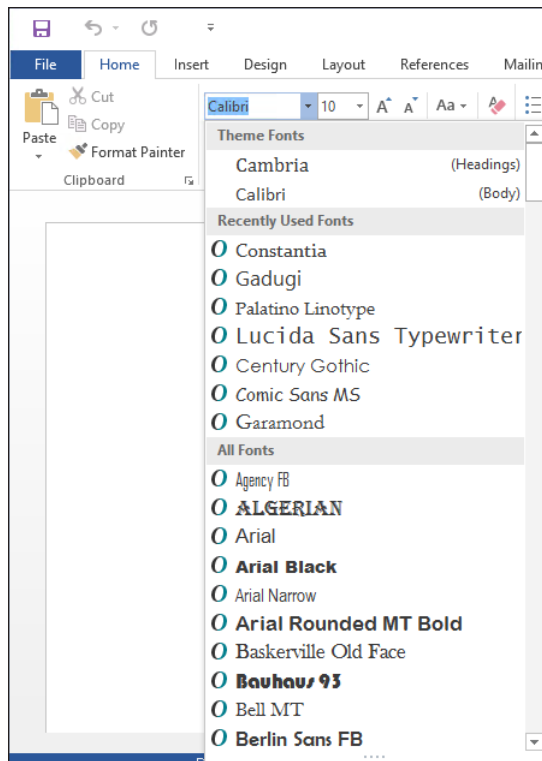 File Home Insert Design Layout References Mailin
Cut
Calibri 10 A A Aa
Copy
Paste
Format Painter
Clipboard
Theme Fonts
Cambria (Headings)
Calibri (Body)
Recently Used Fonts
O Constantia
O Gadugi
O Palatino Linotype
O Lucida Sans Typewriter
O Century Gothic
O Comic Sans MS
O Garamond
All Fonts
O Agency FB
O ALGERIAN
O Arial
O Arial Black
O Arial Narrow
O Arial Rounded MT Bold
O Baskerville Old Face
O Bauhaus 93
O Bell MT
O Berlin Sans FB